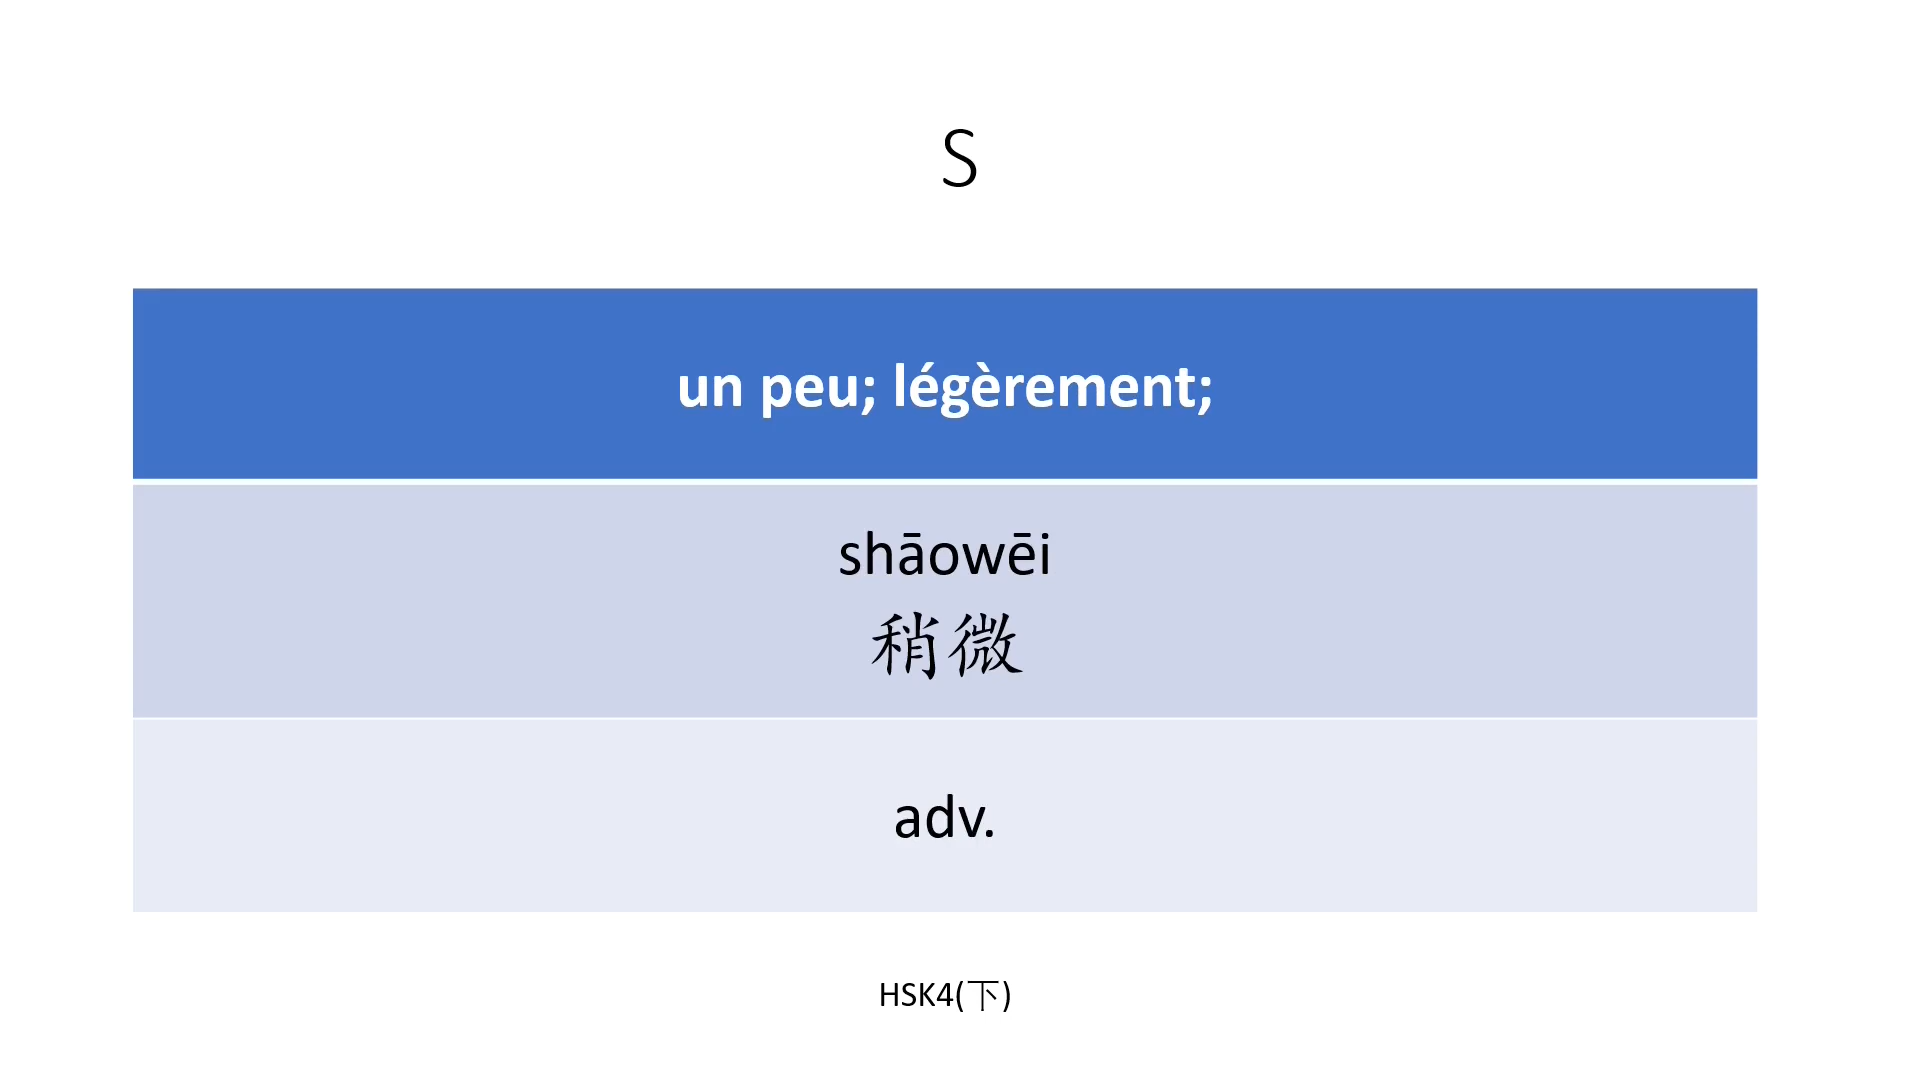 S
un peu; légèrement;
shāowēi
稍微
adv.
HSK4(下)